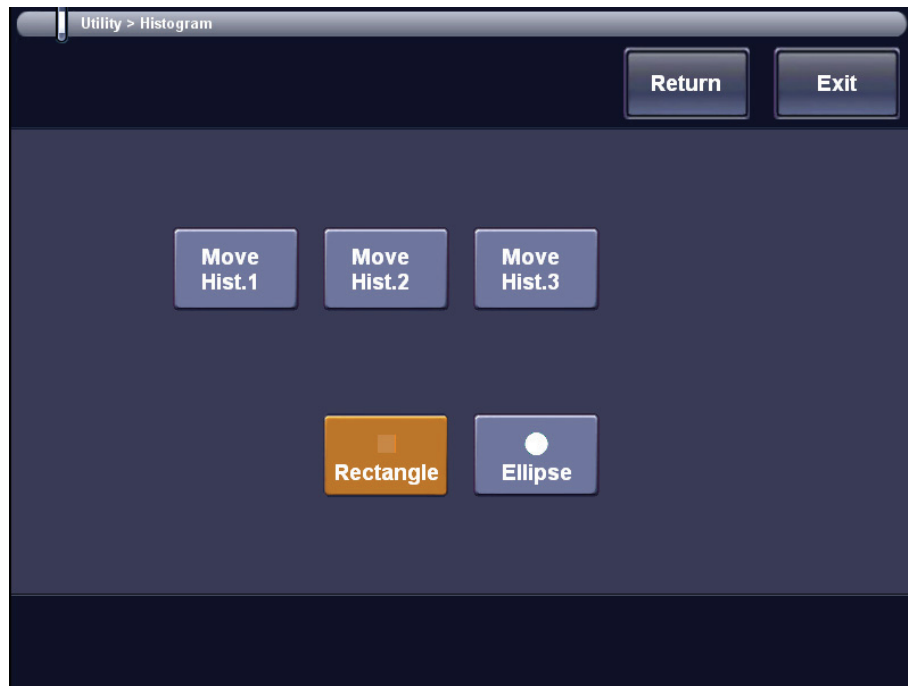 Utility > Histogram
Return
Exit
Move
Hist.1
Move
Hist.2
Move
Hist.3
Rectangle
Ellipse